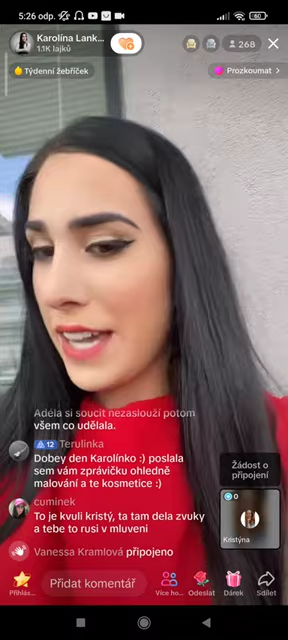 5:26 odp.
60
Karolína Lank...
1.1K lajků
268
Týdenní žebříček
Prozkoumat >
Adéla si soucit nezaslouží potom
všem co udělala.
12 Terulinka
Dobey den Karolínko :) poslala
sem vám zprávičku ohledně
malování a te kosmetice :)
cuminek
To je kvuli kristý, ta tam dela zvuky
a tebe to rusi v mluveni
Vanessa Kramlová připojeno
Žádost o
připojení
0
Kristýna
Přihlás...
Přidat komentář
Více ho...
Odeslat
Dárek
Sdílet